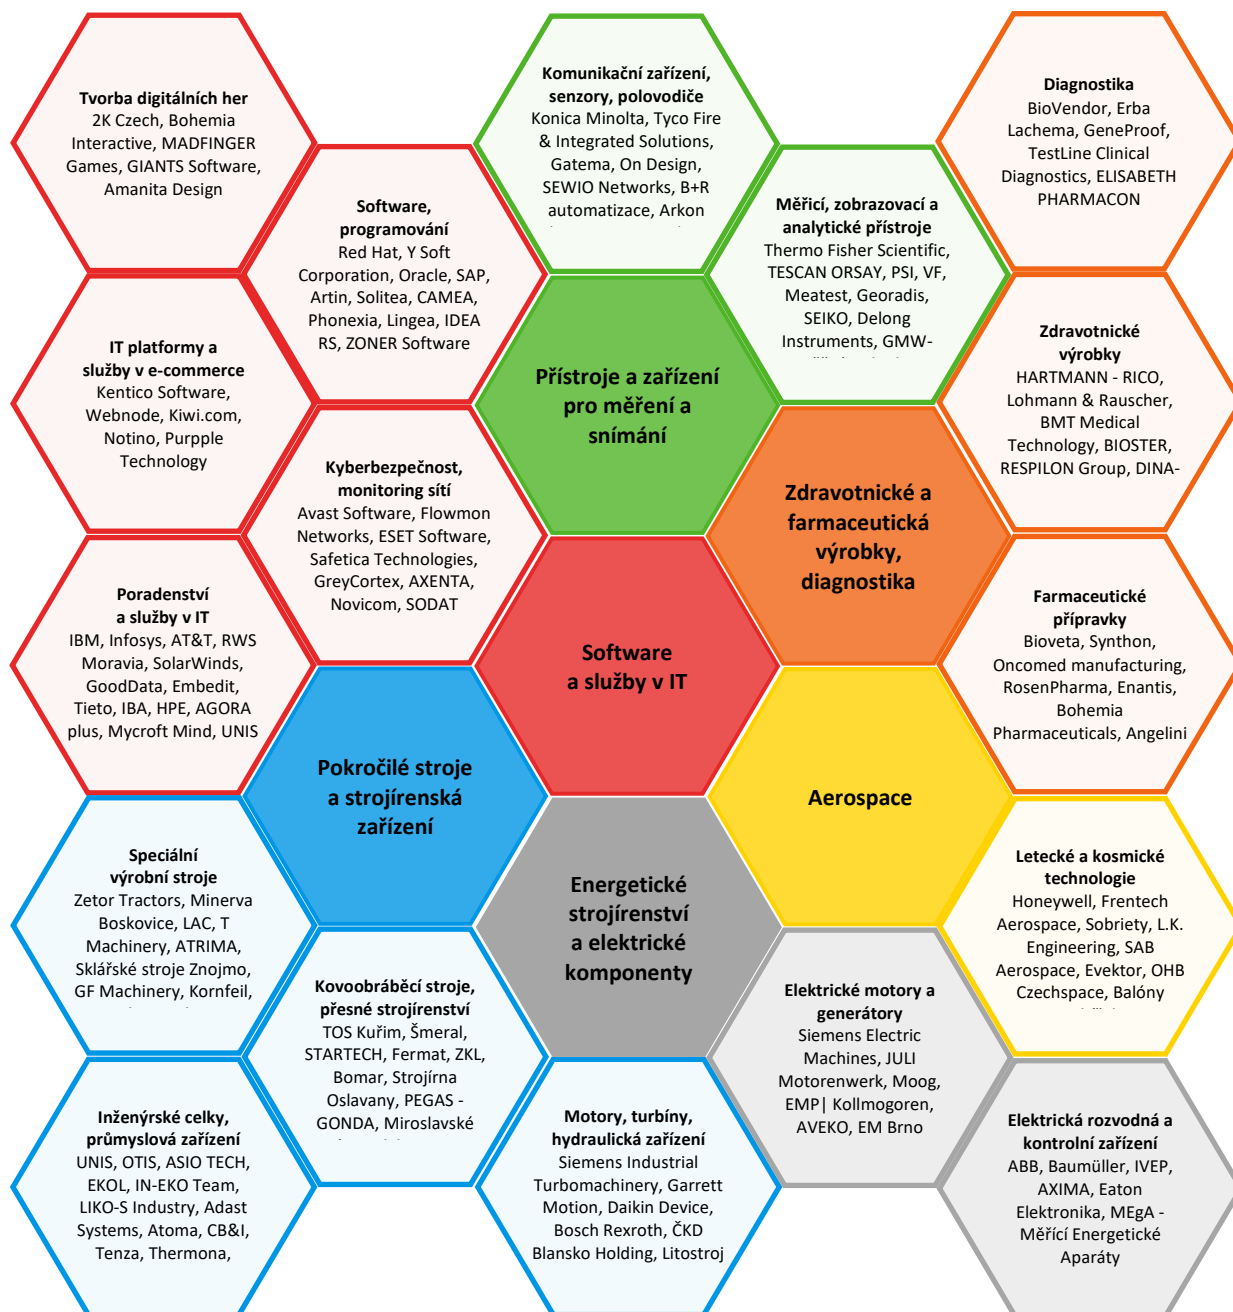 Tvorba digitálních her
2K Czech, Bohemia
Interactive, MADFINGER
Games, GIANTS Software,
Amanita Design
Komunikační zařízení,
senzory, polovodiče
Konica Minolta, Tyco Fire
& Integrated Solutions,
Gatema, On Design,
SEWIO Networks, B+R
automatizace, Arkon
Diagnostika
BioVendor, Erba
Lachema, GeneProof,
TestLine Clinical
Diagnostics, ELISABETH
PHARMACON
Software,
programování
Red Hat, Y Soft
Corporation, Oracle, SAP,
Artin, Solitea, CAMEA,
Phonexia, Lingea, IDEA
RS, ZONER Software
Měřicí, zobrazovací a
analytické přístroje
Thermo Fisher Scientific,
TESCAN ORSAY, PSI, VF,
Meatest, Georadis,
SEIKO, Delong
Instruments, GMW-
IT platformy a
služby v e-commerce
Kentico Software,
Webnode, Kiwi.com,
Notino, Purpple
Technology
Přístroje a zařízení
pro měření a
snímání
Zdravotnické
výrobky
HARTMANN - RICO,
Lohmann & Rauscher,
BMT Medical
Technology, BIOSTER,
RESPILON Group, DINA-
Kyberbezpečnost,
monitoring sítí
Avast Software, Flowmon
Networks, ESET Software,
Safetica Technologies,
GreyCortex, AXENTA,
Novicom, SODAT
Zdravotnické a
farmaceutická
výrobky,
diagnostika
Poradenství
a služby v IT
IBM, Infosys, AT&T, RWS
Moravia, SolarWinds,
GoodData, Embedit,
Tieto, IBA, HPE, AGORA
plus, Mycroft Mind, UNIS
Software
a služby v IT
Farmaceutické
přípravky
Bioveta, Synthon,
Oncomed manufacturing,
RosenPharma, Enantis,
Bohemia
Pharmaceuticals, Angelini
Pokročilé stroje
a strojírenská
zařízení
Aerospace
Speciální
výrobní stroje
Zetor Tractors, Minerva
Boskovice, LAC, T
Machinery, ATRIMA,
Sklářské stroje Znojmo,
GF Machinery, Kornfeil,
Energetické
strojírenství
a elektrické
komponenty
Letecké a kosmické
technologie
Honeywell, Frentech
Aerospace, Sobriety, L.K.
Engineering, SAB
Aerospace, Evektor, OHB
Czechspace, Balóny
Kovoobráběcí stroje,
přesné strojírenství
TOS Kuřim, Šmeral,
STARTECH, Fermat, ZKL,
Bomar, Strojírna
Oslavany, PEGAS -
GONDA, Miroslavské
Elektrické motory a
generátory
Siemens Electric
Machines, JULI
Motorenwerk, Moog,
EMP| Kollmogoren,
AVEKO, EM Brno
Inženýrské celky,
průmyslová zařízení
UNIS, OTIS, ASIO TECH,
EKOL, IN-EKO Team,
LIKO-S Industry, Adast
Systems, Atoma, CB&I,
Tenza, Thermona,
Motory, turbíny,
hydraulická zařízení
Siemens Industrial
Turbomachinery, Garrett
Motion, Daikin Device,
Bosch Rexroth, ČKD
Blansko Holding, Litostroj
Elektrická rozvodná a
kontrolní zařízení
ABB, Baumüller, IVEP,
AXIMA, Eaton
Elektronika, MEgA -
Měřící Energetické
Aparáty